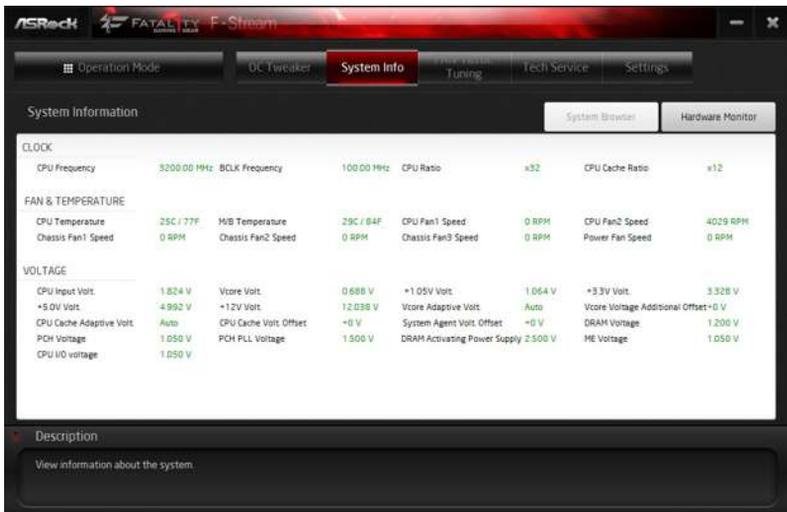 ASRock FATAL1TY GAMING GEAR F-Stream
Operation Mode OC Tweaker System Info Tuning Tech Service Settings
System Information System Browser Hardware Monitor
CLOCK
CPU Frequency 3200.00 MHz BCLK Frequency 100.00 MHz CPU Ratio x32 CPU Cache Ratio x12
FAN & TEMPERATURE
CPU Temperature 25C / 77F M/B Temperature 29C / 84F CPU Fan1 Speed 0 RPM CPU Fan2 Speed 4029 RPM
Chassis Fan1 Speed 0 RPM Chassis Fan2 Speed 0 RPM Chassis Fan3 Speed 0 RPM Power Fan Speed 0 RPM
VOLTAGE
CPU Input Volt. 1.824 V Vcore Volt. 0.688 V +1.05V Volt. 1.064 V +3.3V Volt. 3.328 V
+5.0V Volt. 4.992 V +12V Volt. 12.038 V Vcore Adaptive Volt. Auto Vcore Voltage Additional Offset +0 V
CPU Cache Adaptive Volt. Auto CPU Cache Volt. Offset +0 V System Agent Volt. Offset +0 V DRAM Voltage 1.200 V
PCH Voltage 1.050 V PCH PLL Voltage 1.500 V DRAM Activating Power Supply 2.500 V ME Voltage 1.050 V
CPU I/O voltage 1.050 V
Description
View information about the system.